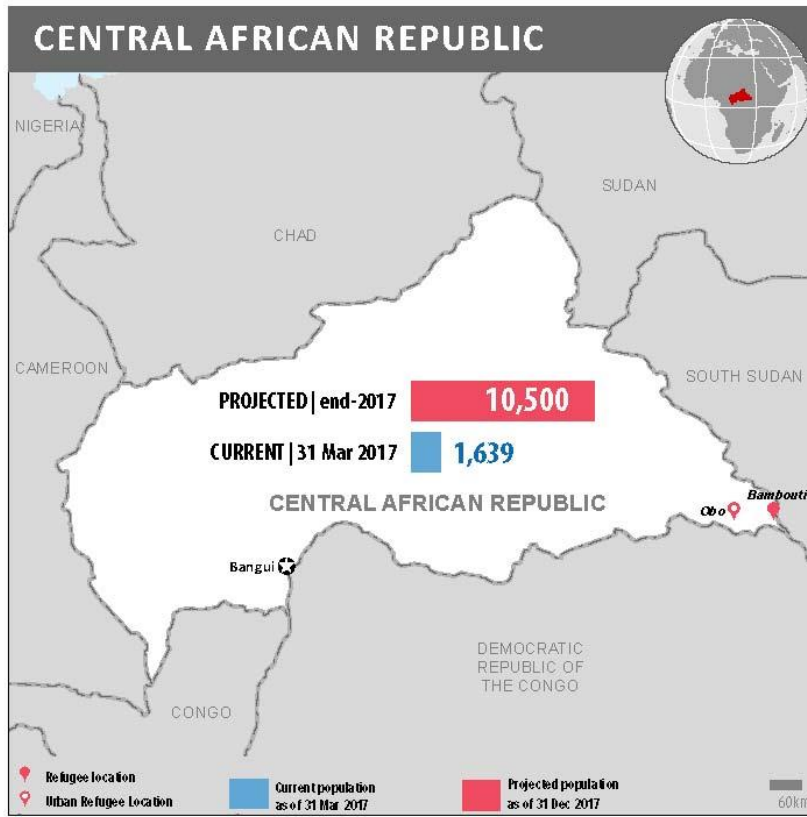 CENTRAL AFRICAN REPUBLIC
NIGERIA
SUDAN
CHAD
CAMEROON
SOUTH SUDAN
PROJECTED | end-2017
10,500
CURRENT | 31 Mar 2017
1,639
CENTRAL AFRICAN REPUBLIC
Bambouti
Obo
Bangui
DEMOCRATIC
REPUBLIC OF
THE CONGO
CONGO
Refugee location
Urban Refugee Location
Current population
as of 31 Mar 2017
Projected population
as of 31 Dec 2017
60km